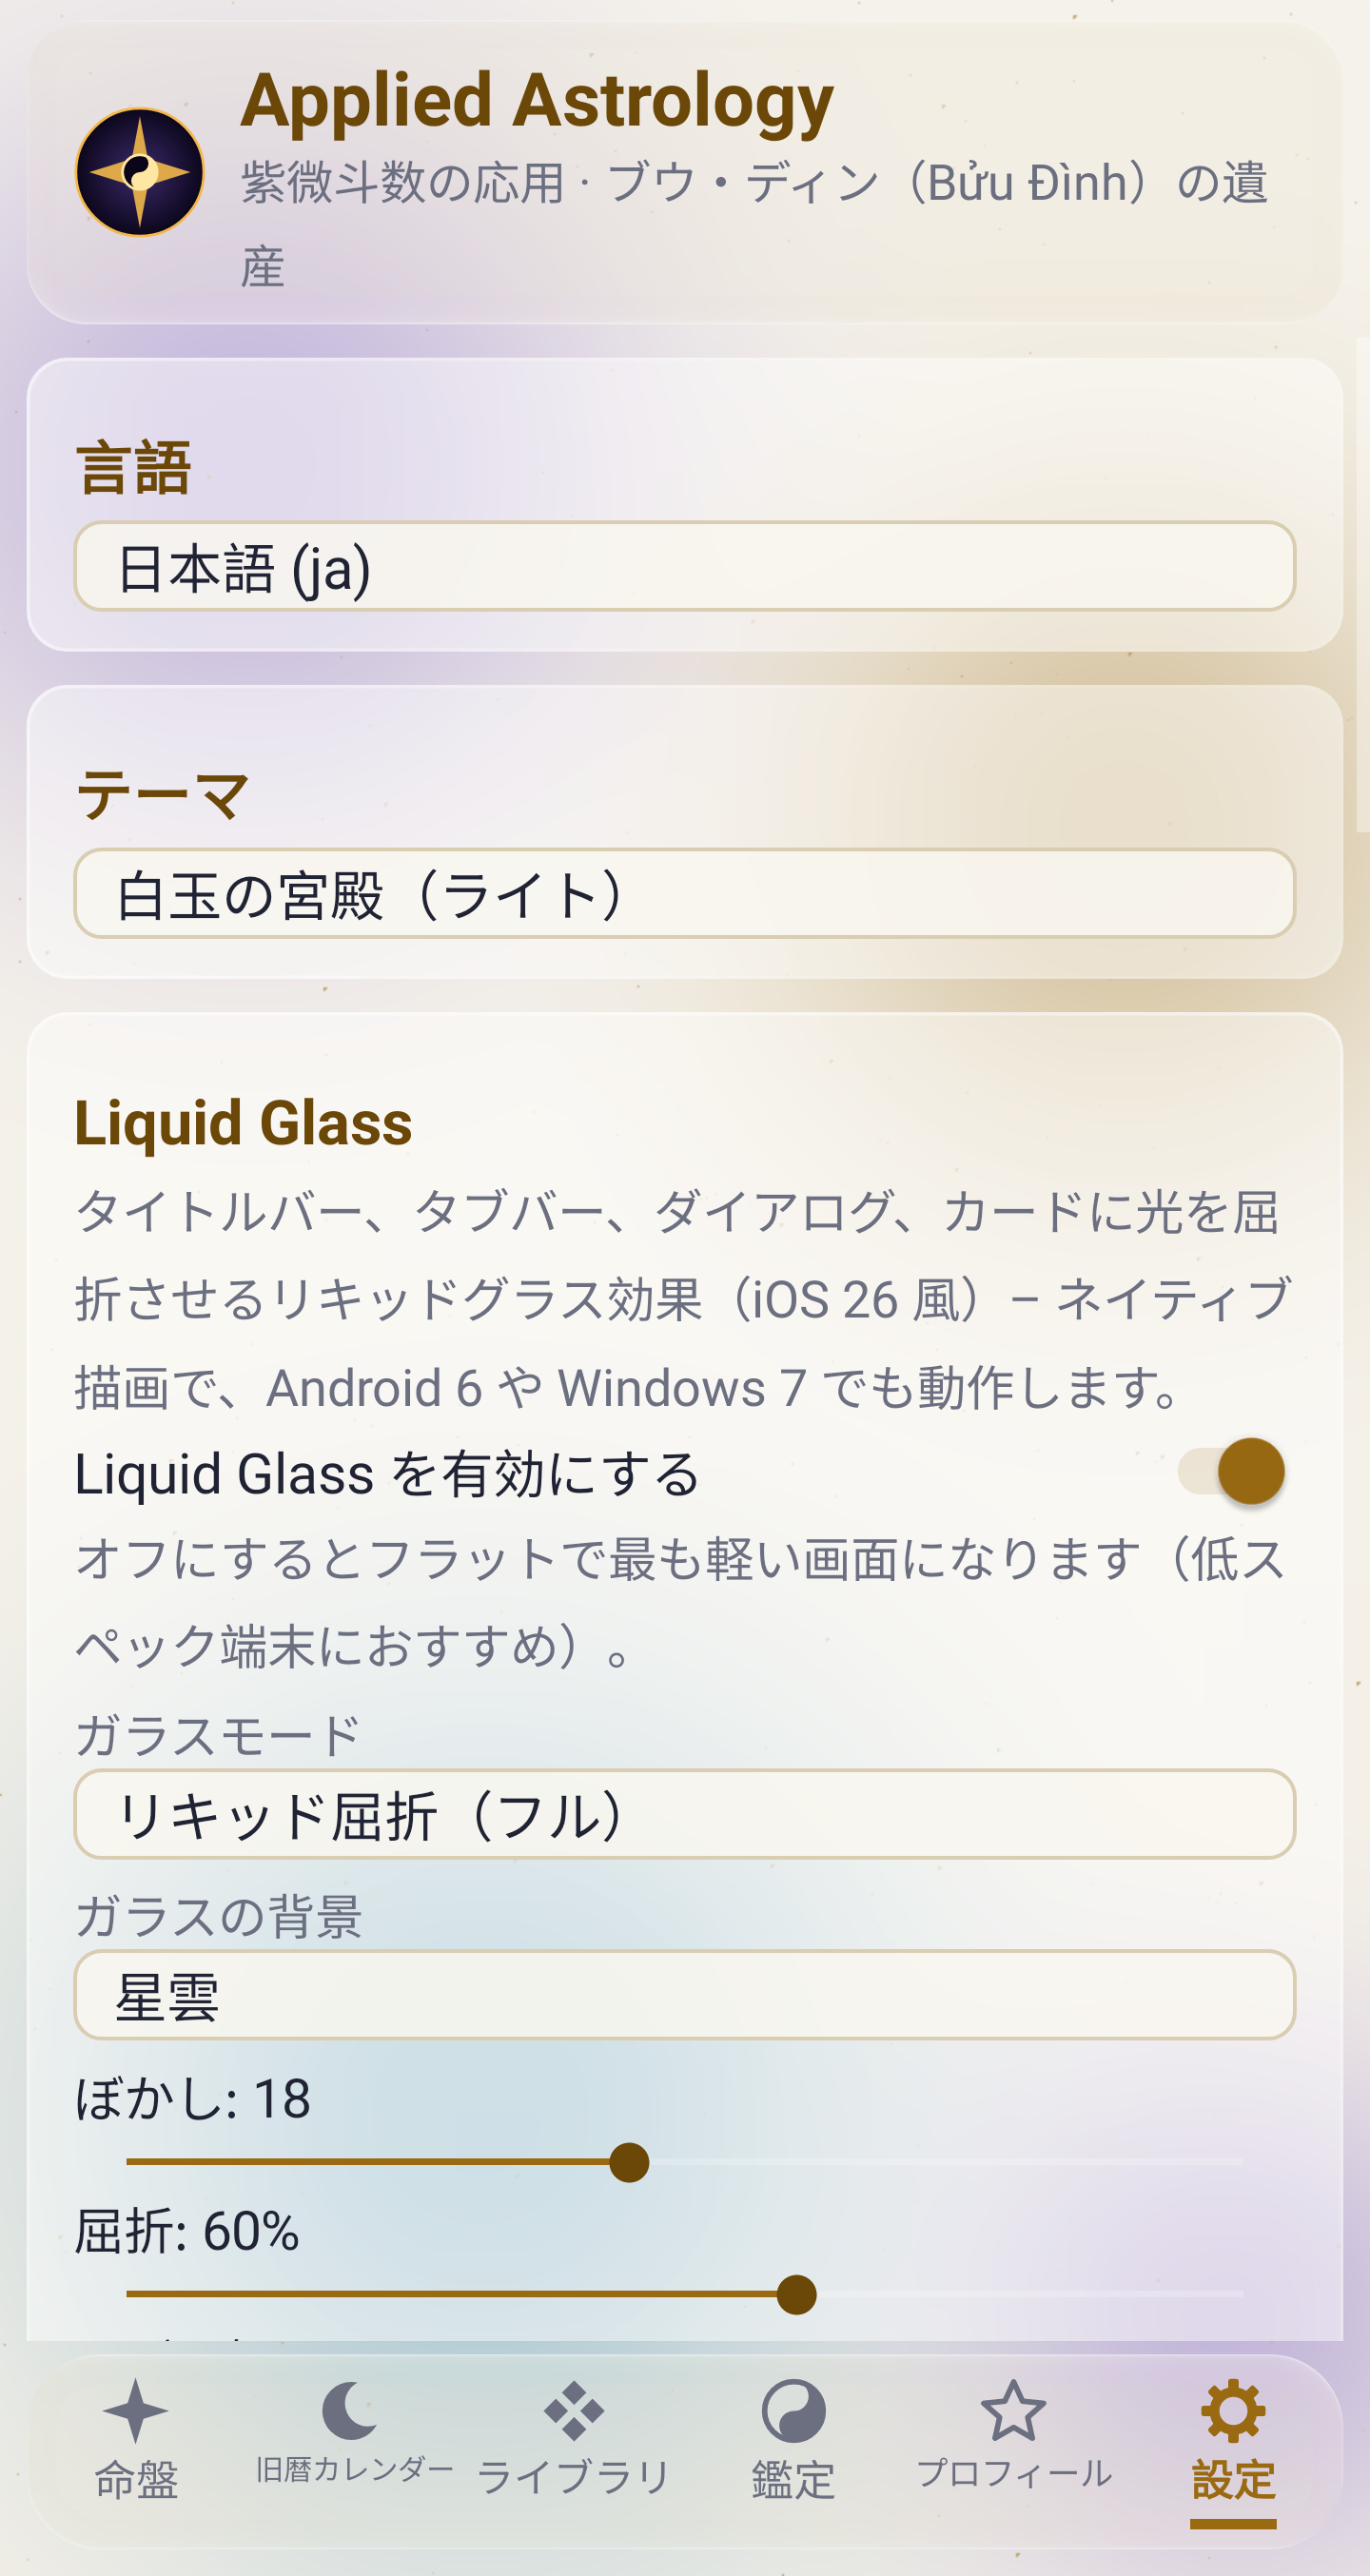 Applied Astrology
紫微斗数の応用 · ブウ・ディン（Bửu Đình）の遺
産
言語
日本語 (ja)
テーマ
白玉の宮殿（ライト）
Liquid Glass
タイトルバー、タブバー、ダイアログ、カードに光を屈
折させるリキッドグラス効果（iOS 26 風）– ネイティブ
描画で、Android 6 や Windows 7 でも動作します。
Liquid Glass を有効にする
オフにするとフラットで最も軽い画面になります（低ス
ペック端末におすすめ）。
ガラスモード
リキッド屈折（フル）
ガラスの背景
星雲
ぼかし: 18
屈折: 60%
命盤
旧暦カレンダー
ライブラリ
鑑定
プロフィール
設定